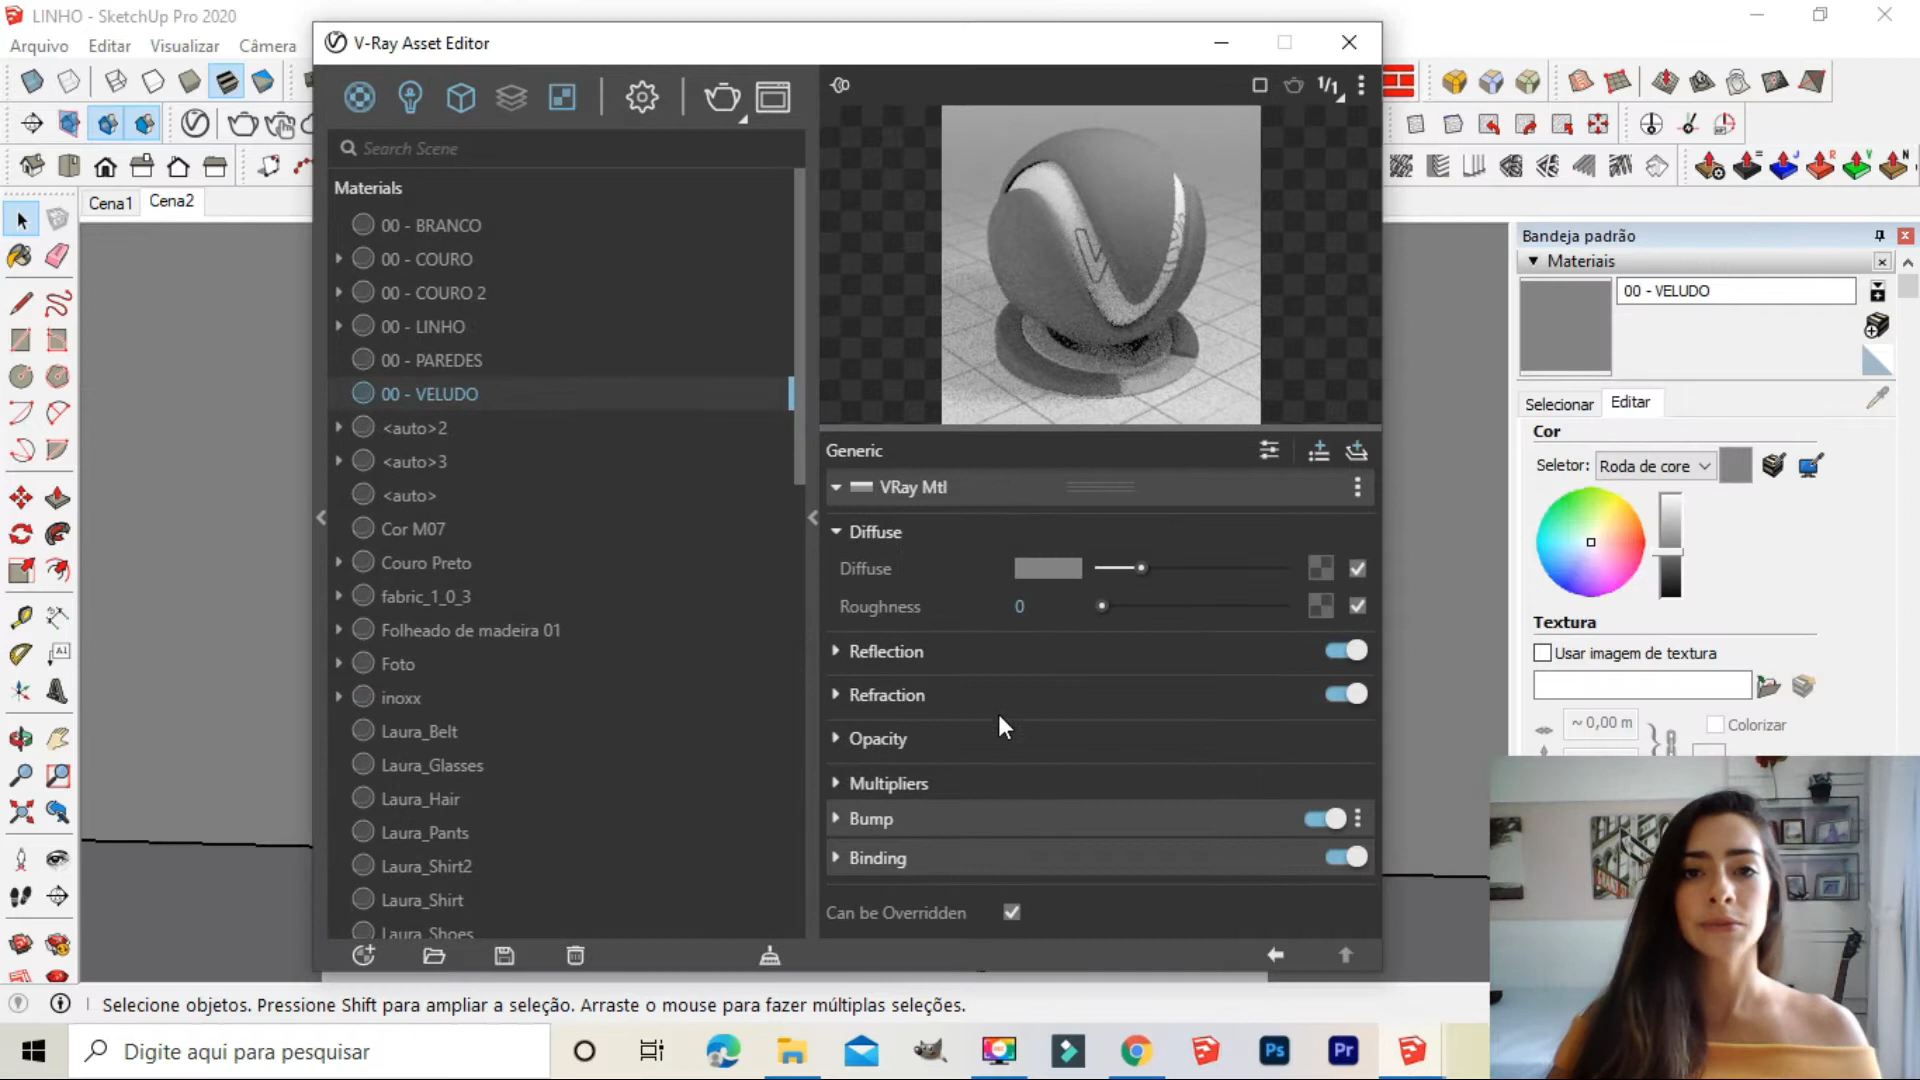 LINHO - SketchUp Pro 2020
Arquivo Editar Visualizar Câmera
V-Ray Asset Editor
Search Scene
Materials
00 - BRANCO
00 - COURO
00 - COURO 2
00 - LINHO
00 - PAREDES
00 - VELUDO
<auto>2
<auto>3
<auto>
Cor M07
Couro Preto
fabric_1_0_3
Folheado de madeira 01
Foto
inoxx
Laura_Belt
Laura_Glasses
Laura_Hair
Laura_Pants
Laura_Shirt2
Laura_Shirt
Laura_Shoes
1/1
Generic
VRay Mtl
Diffuse
Diffuse
Roughness 0
Reflection
Refraction
Opacity
Multipliers
Bump
Binding
Can be Overridden
Cena1 Cena2
Bandeja padrão
Materiais
00 - VELUDO
Selecionar Editar
Cor
Seletor: Roda de core
Textura
Usar imagem de textura
~ 0,00 m
Colorizar
Selecione objetos. Pressione Shift para ampliar a seleção. Arraste o mouse para fazer múltiplas seleções.
Digite aqui para pesquisar
Ps
Pr